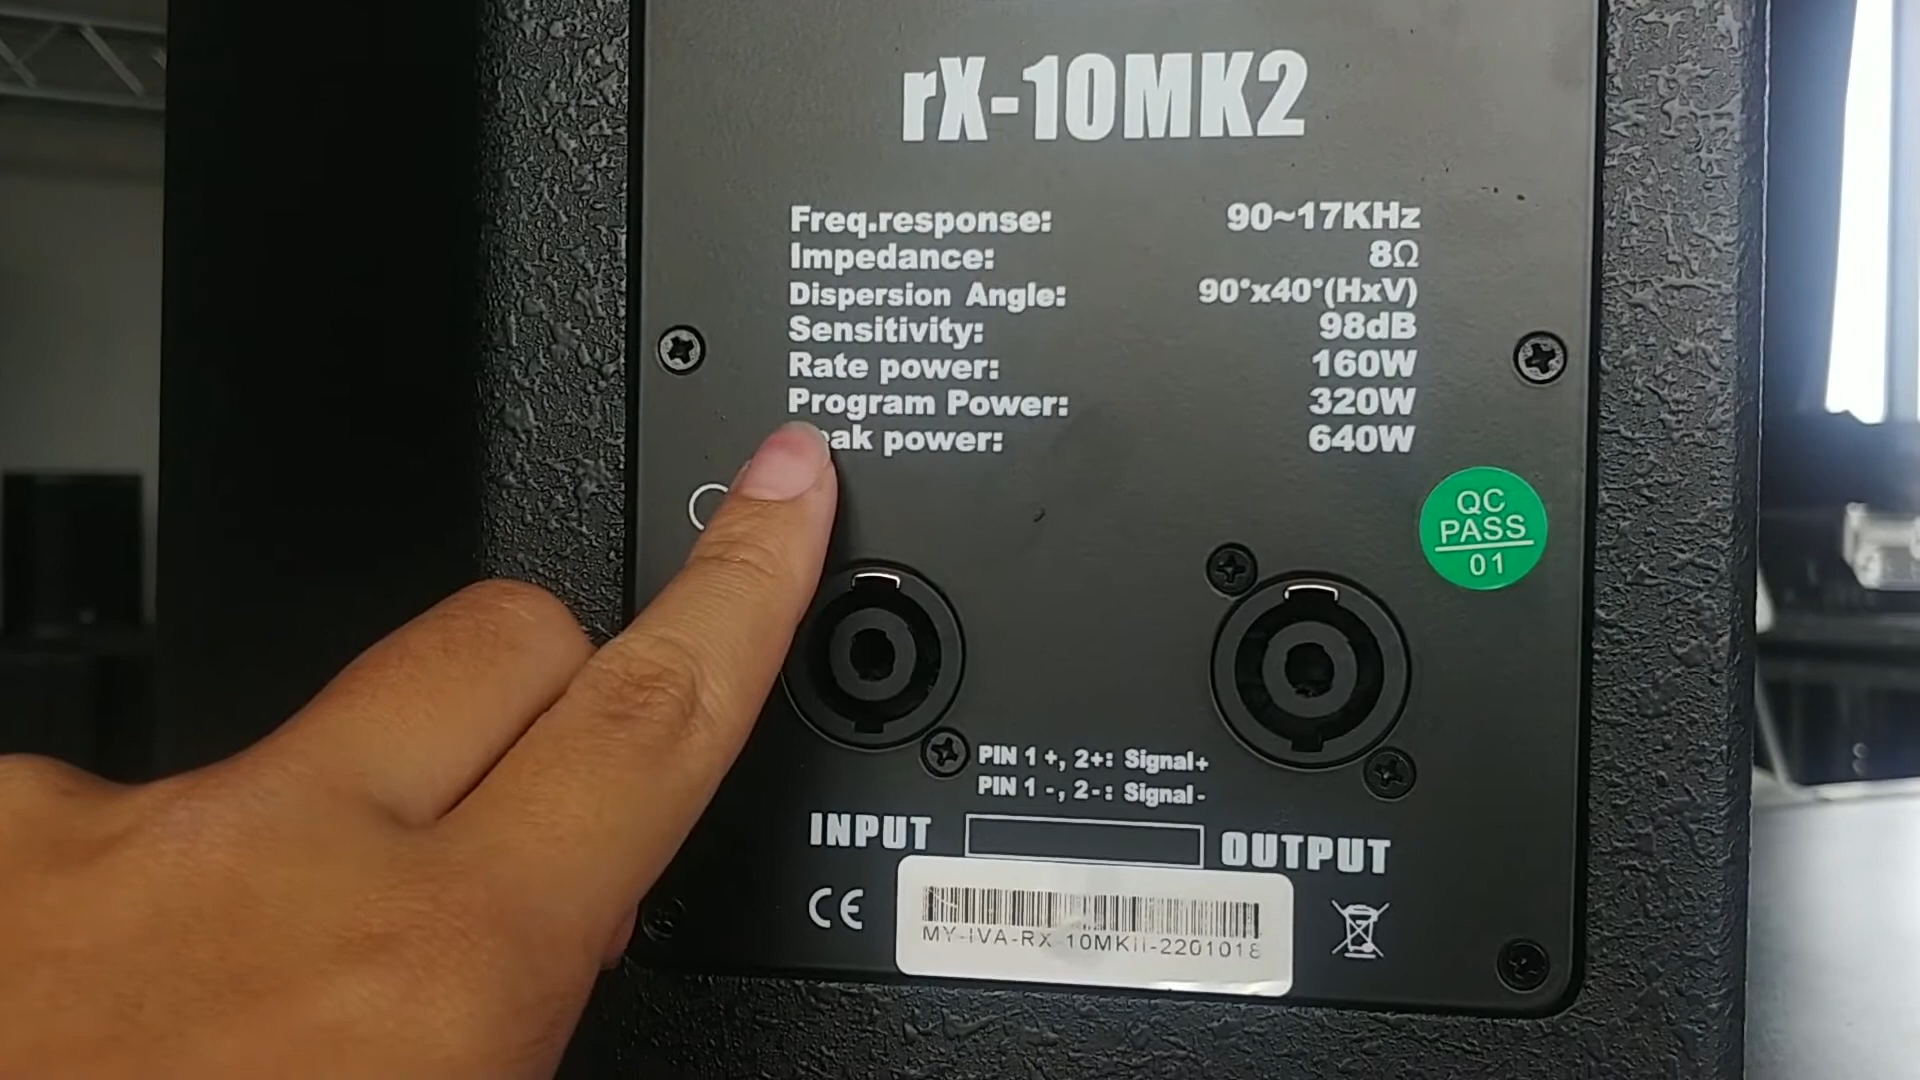 rX-10MK2
Freq.response: 90~17KHz
Impedance: 8Ω
Dispersion Angle: 90°x40°(HxV)
Sensitivity: 98dB
Rate power: 160W
Program Power: 320W
power: 640W
QC
PASS
01
PIN 1 +, 2+: Signal+
PIN 1 -, 2-: Signal-
INPUT OUTPUT
CE
MY-IVA-RX-10MKII-2201018